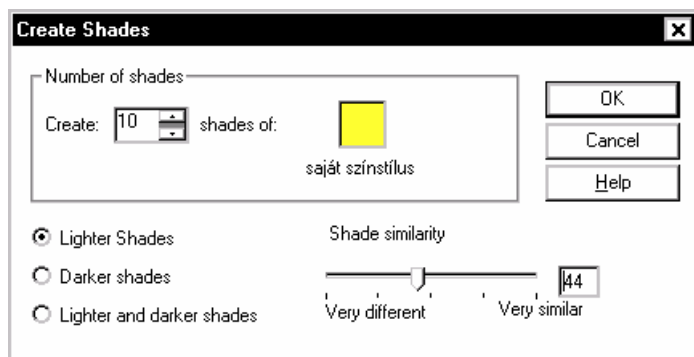 Create Shades
Number of shades
Create: 10 shades of:
saját színstílus
OK
Cancel
Help
Lighter Shades
Darker shades
Lighter and darker shades
Shade similarity
44
Very different Very similar